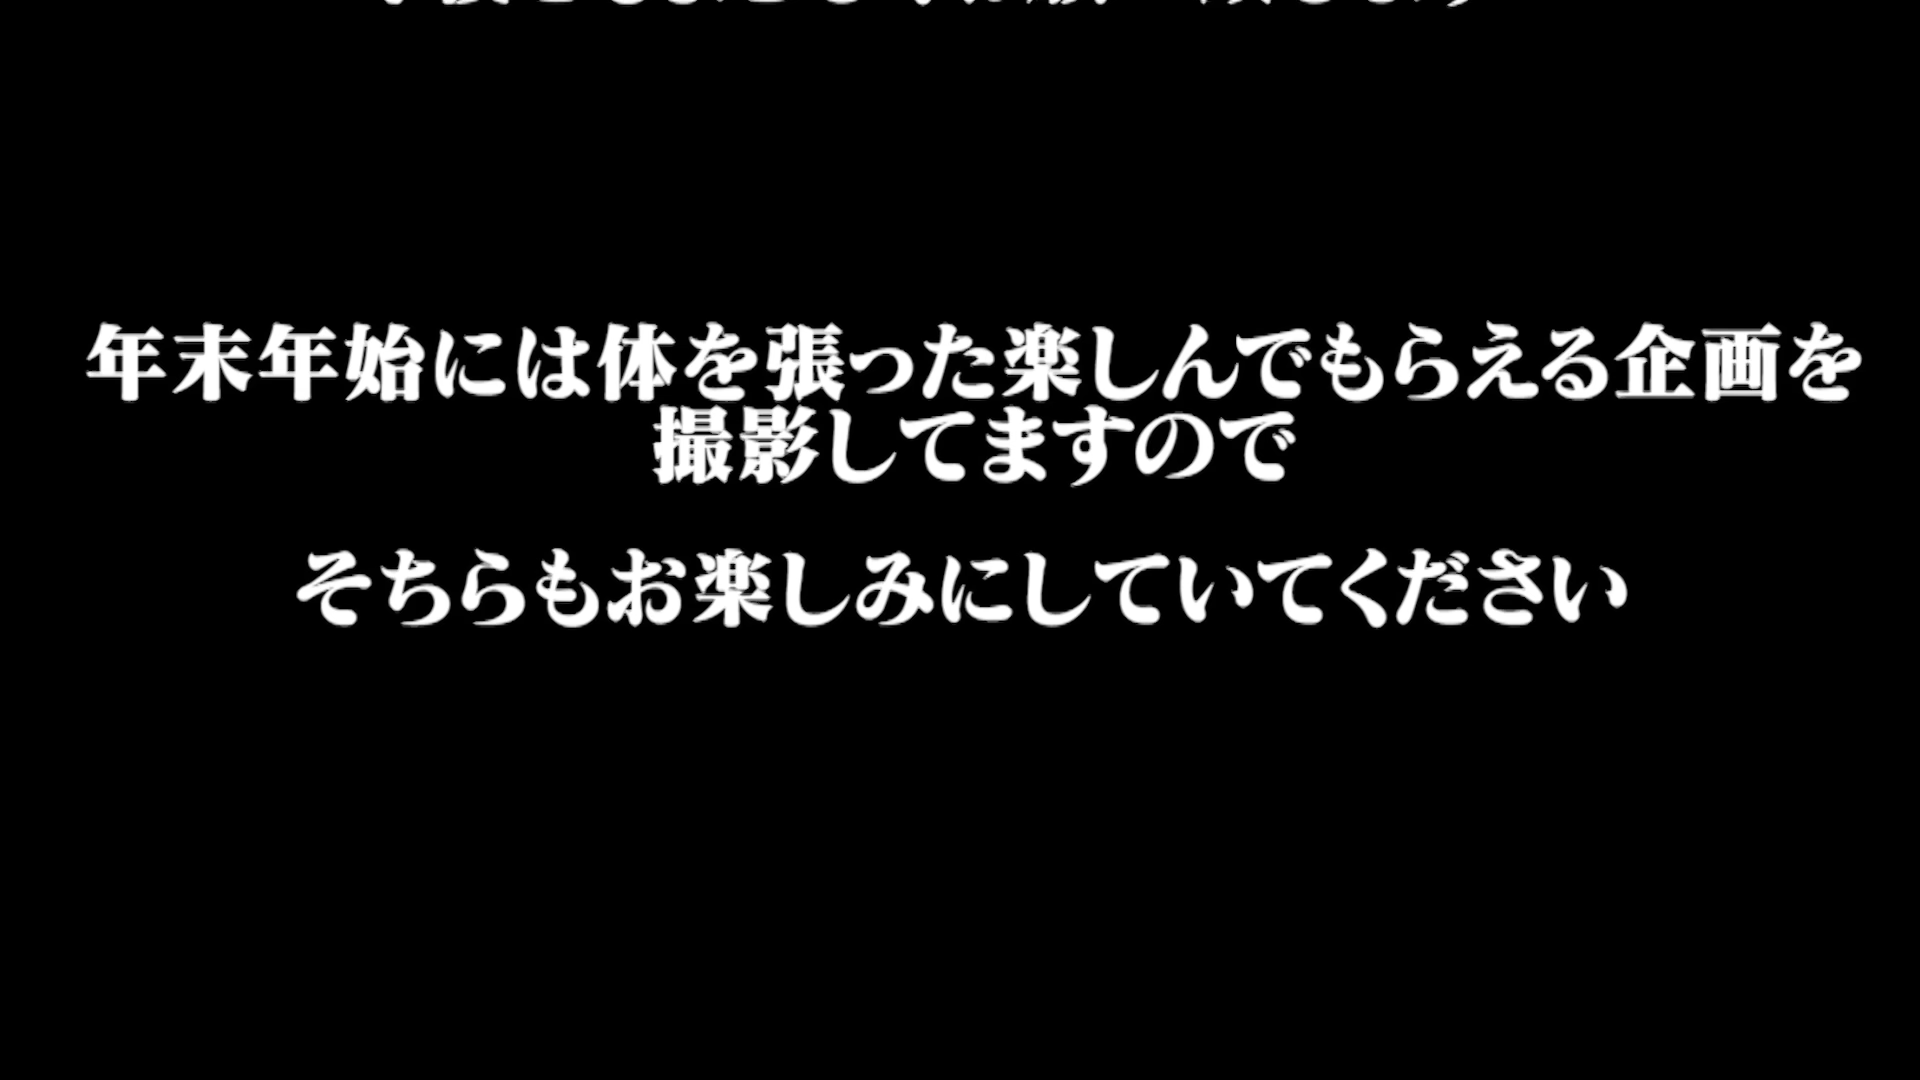 年末年始には体を張った楽しんでもらえる企画を
撮影してますので
そちらもお楽しみにしていてください